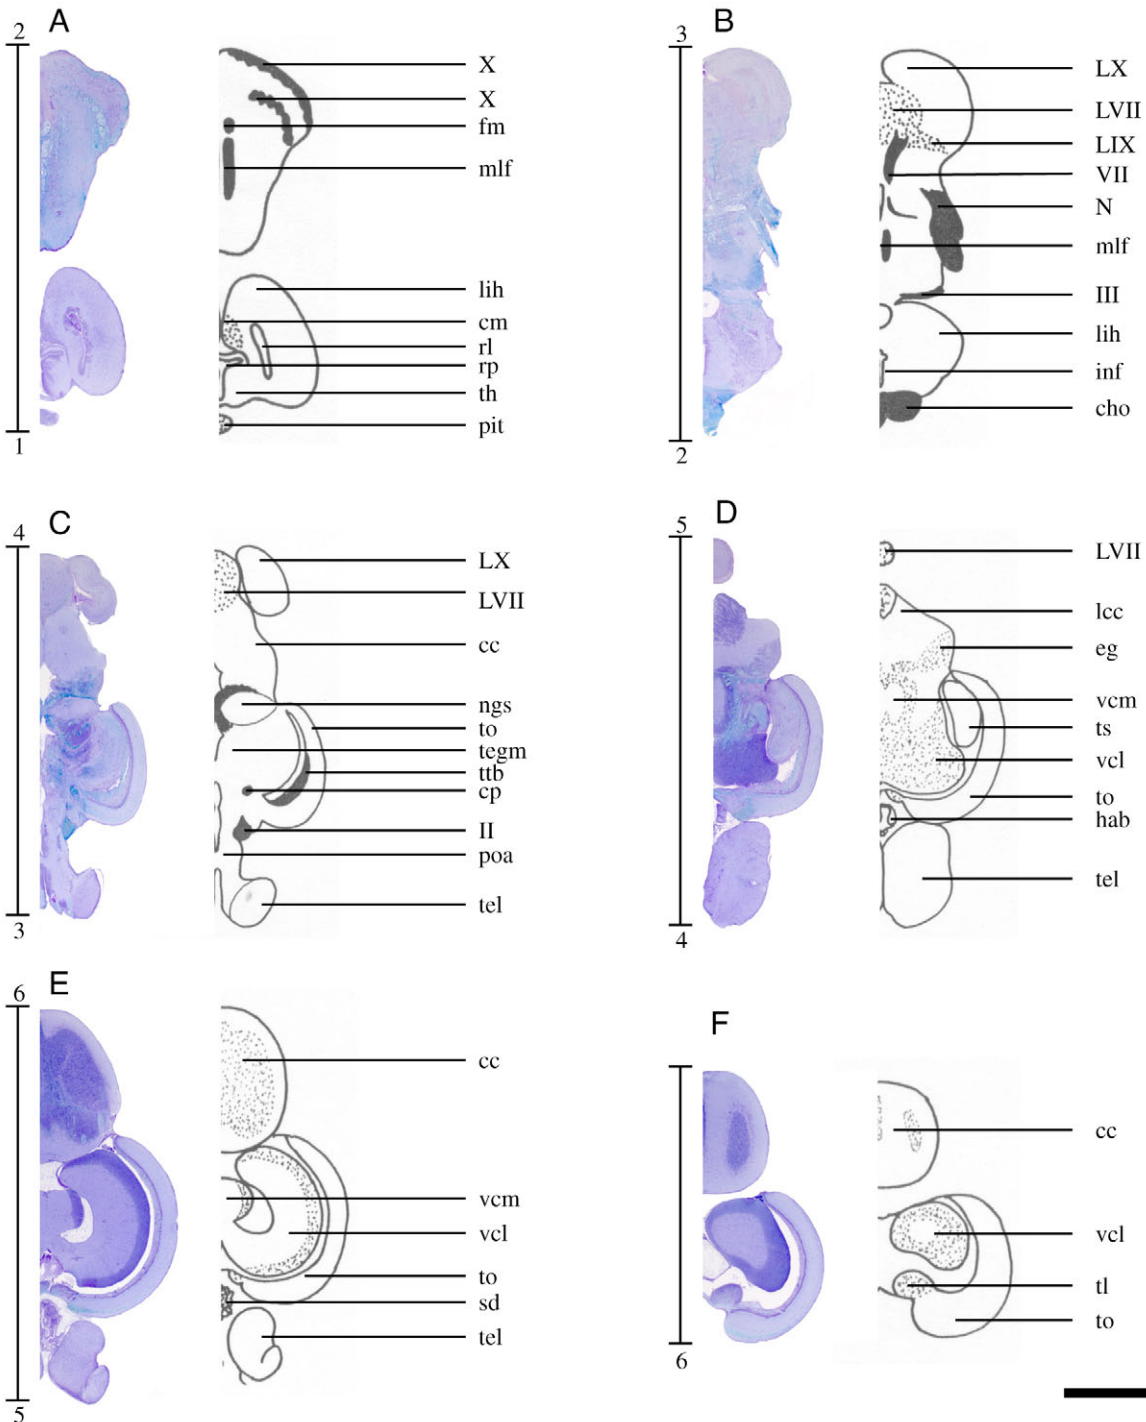 A
2
X
X
fm
mlf
lih
cm
rl
rp
th
pit
1
B
3
LX
LVII
LIX
VII
N
mlf
III
lih
inf
cho
2
C
4
LX
LVII
cc
ngs
to
tegm
ttb
cp
II
poa
tel
3
D
5
LVII
lcc
eg
vcm
ts
vcl
to
hab
tel
4
E
6
cc
vcm
vcl
to
sd
tel
5
F
cc
vcl
tl
to
6